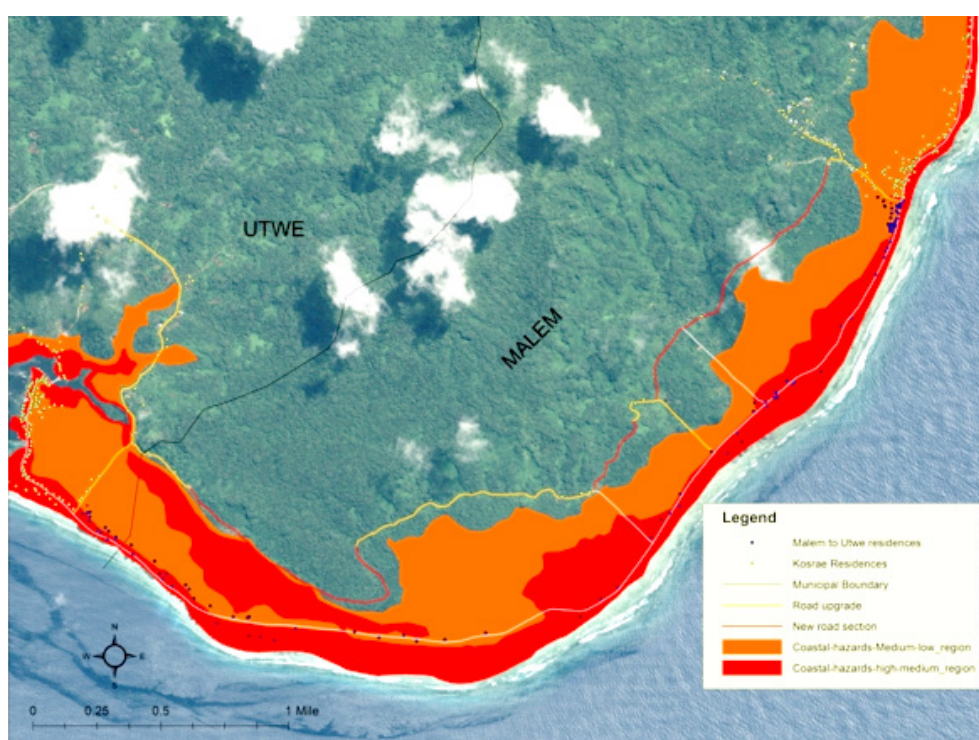 UTWE
MALEM
Legend
Malem to Utwe residences
Kosrae Residences
Municipal Boundary
Road upgrade
New road section
Coastal-hazards-Medium-low_region
Coastal-hazards-high-medium_region
N
W E
S
0 0.25 0.5 1 Mile